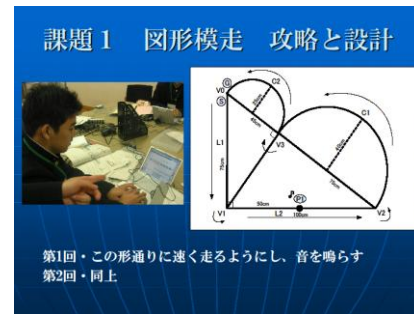 課題１　図形模走　攻略と設計
G
C2
V0
S
C1
L1
75cm
V3
P1
50cm
V1
L2
100cm
V2
第1回・この形通りに速く走るようにし、音を鳴らす
第2回・同上